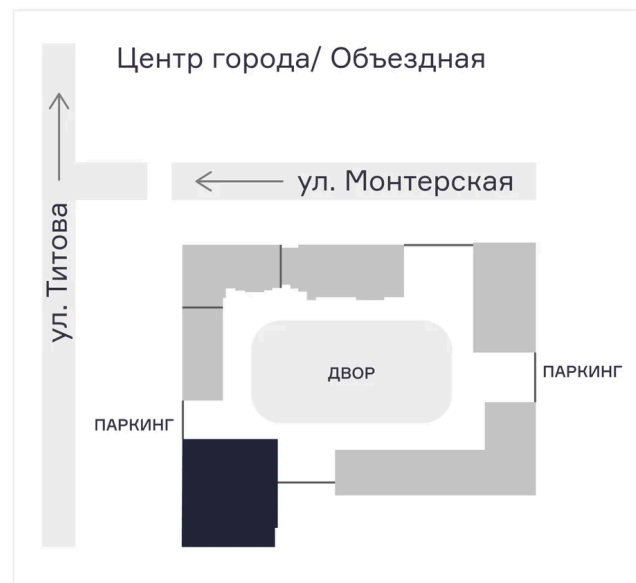 Центр города/ Объездная
ул. Монтерская
ул. Титова
ДВОР
ПАРКИНГ
ПАРКИНГ